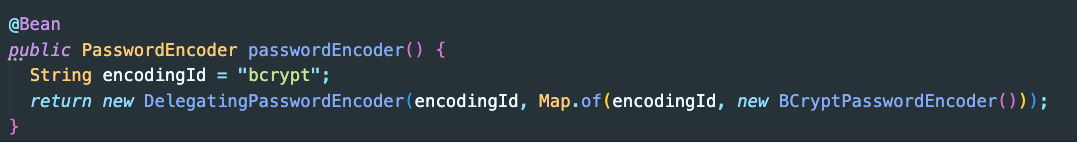 @Bean
public PasswordEncoder passwordEncoder() {
String encodingId = "bcrypt";
return new DelegatingPasswordEncoder(encodingId, Map.of(encodingId, new BCryptPasswordEncoder()));
}